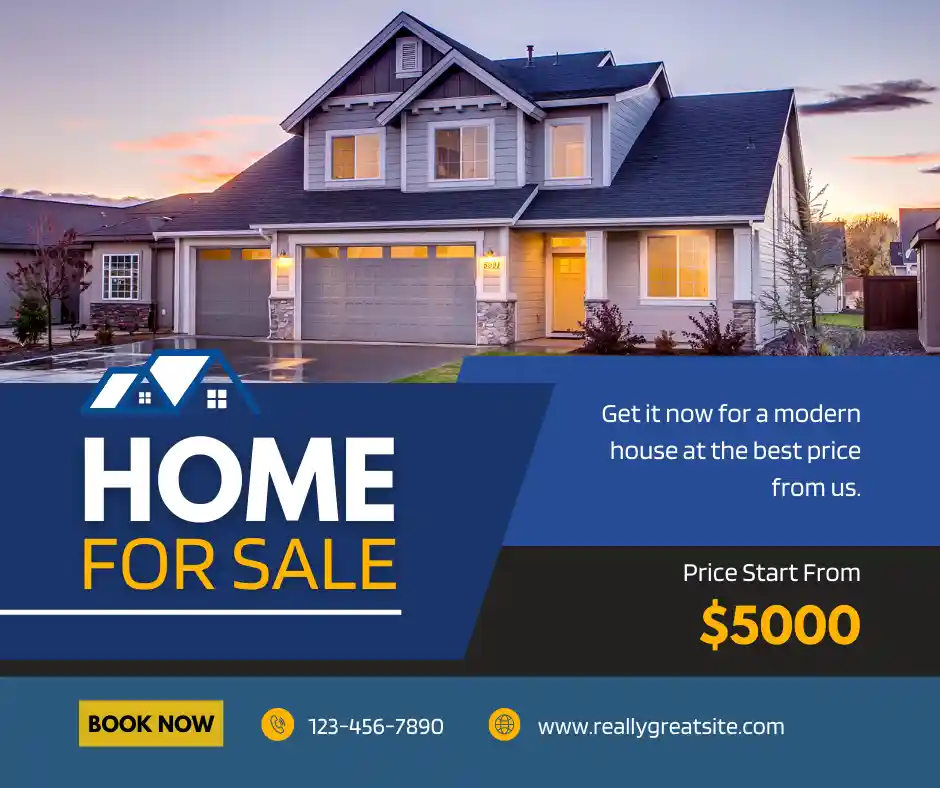 HOME
FOR SALE
Get it now for a modern
house at the best price
from us.
Price Start From
$5000
BOOK NOW
123-456-7890
www.reallygreatsite.com